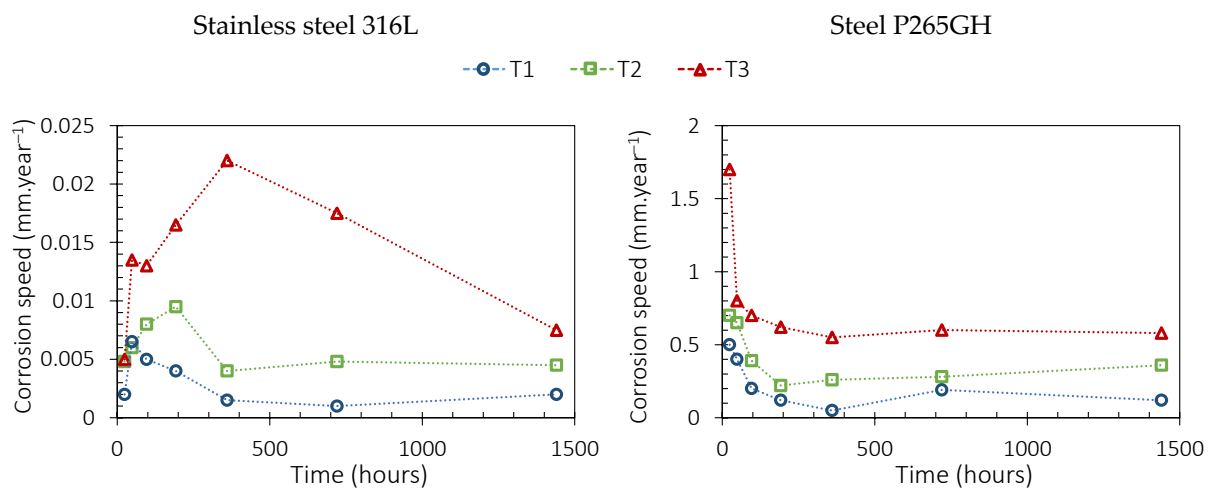 Stainless steel 316L
Steel P265GH
T1 T2 T3
Corrosion speed (mm.year⁻¹)
0.025
0.02
0.015
0.01
0.005
0
0 500 1000 1500
Time (hours)
Corrosion speed (mm.year⁻¹)
2
1.5
1
0.5
0
0 500 1000 1500
Time (hours)